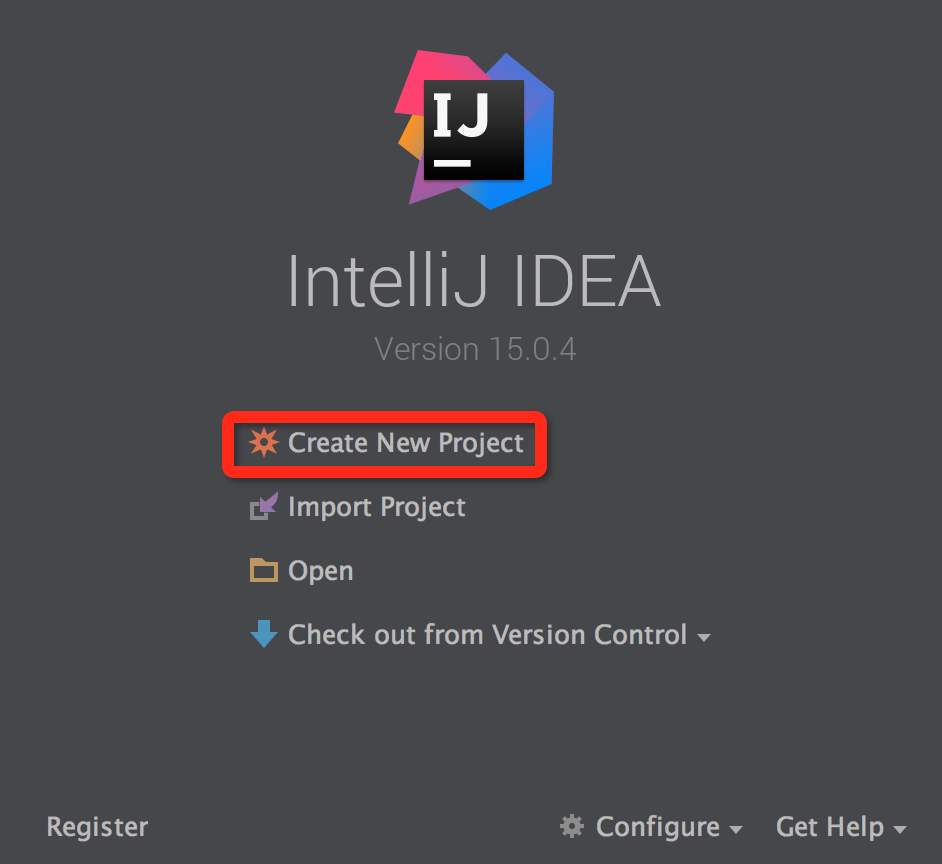 IJ
IntelliJ IDEA
Version 15.0.4
Create New Project
Import Project
Open
Check out from Version Control
Register
Configure
Get Help